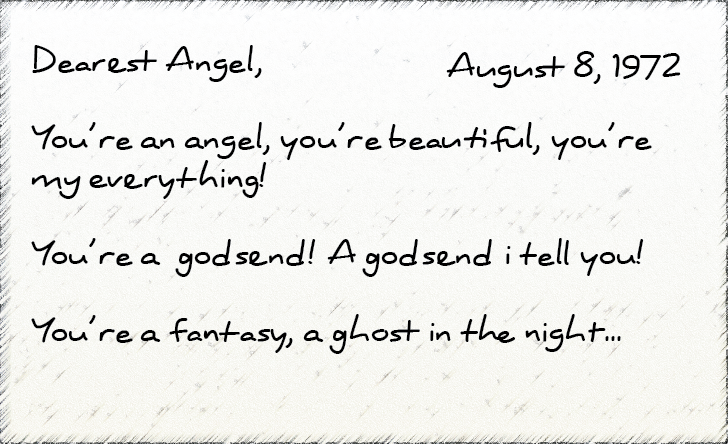 Dearest Angel,
August 8, 1972
You're an angel, you're beautiful, you're
my everything!
You're a godsend! A godsend i tell you!
You're a fantasy, a ghost in the night...